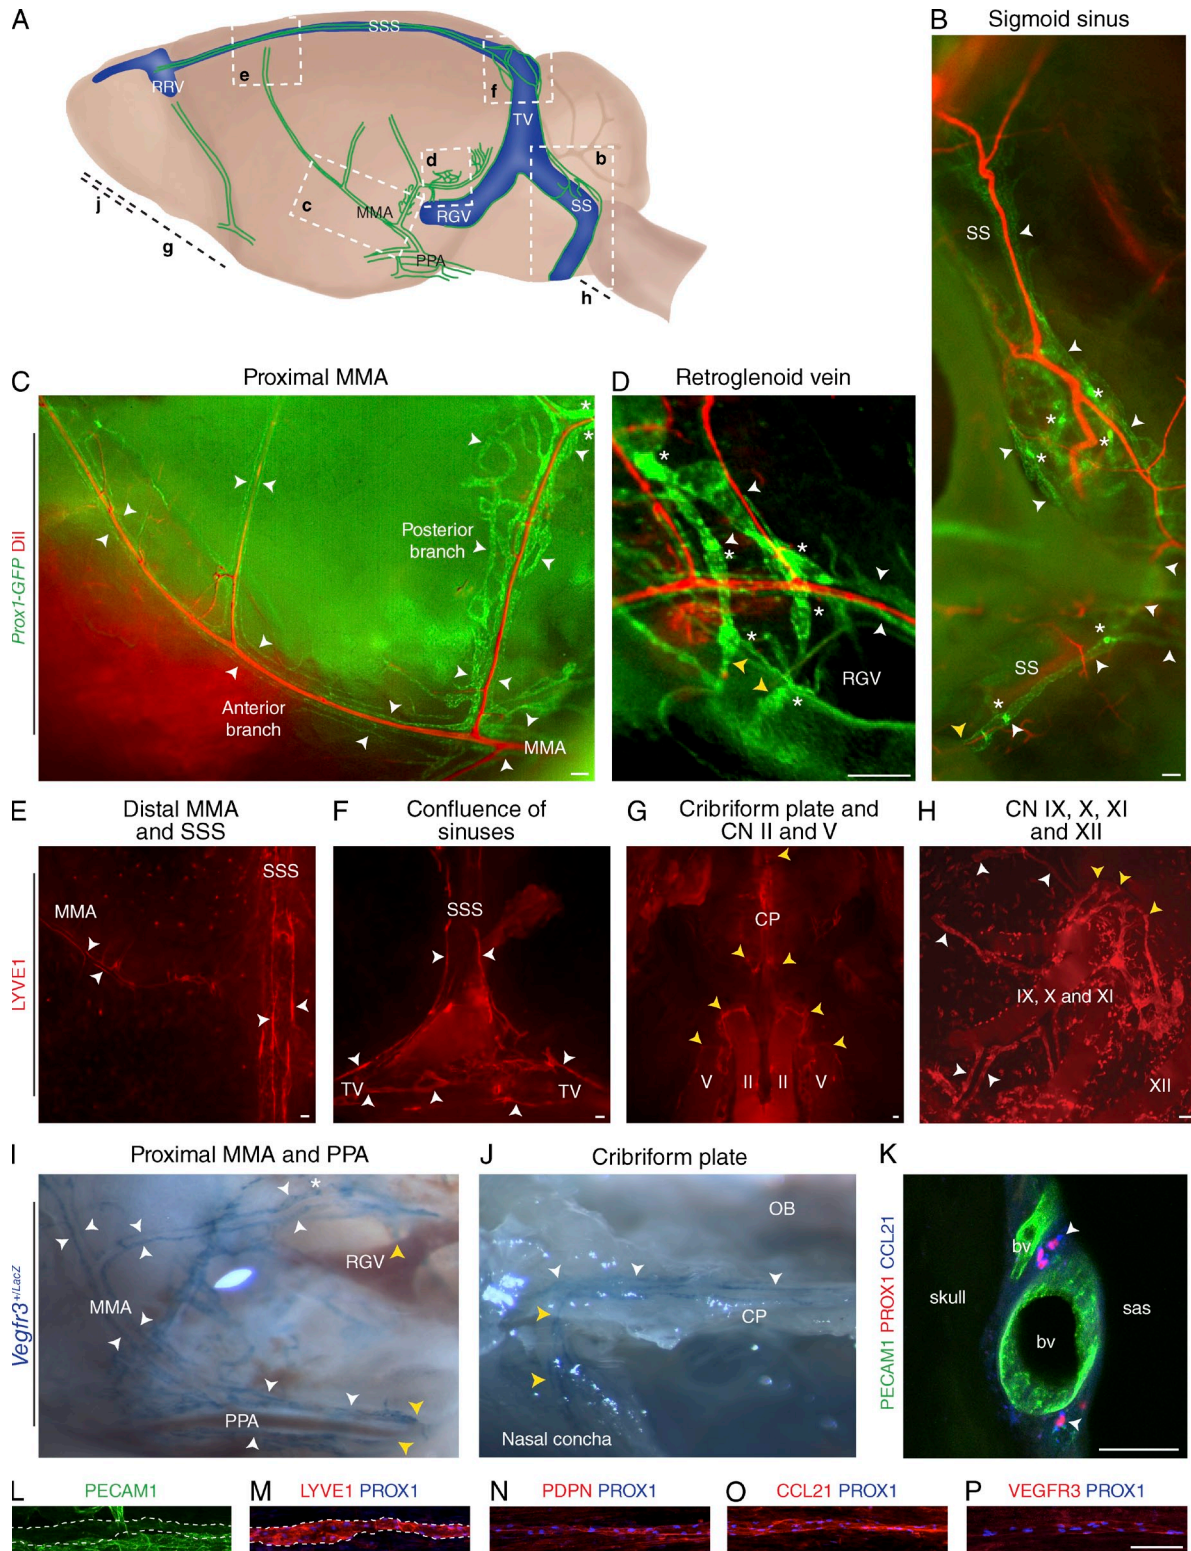 A
SSS
RRV
e
f
TV
d
b
c
MMA
RGV
SS
PPA
j
g
h
B
Sigmoid sinus
SS
*
*
*
*
*
SS
*
C
Proximal MMA
*
*
Posterior
branch
Anterior
branch
MMA
Prox1-GFP DiI
D
Retroglenoid vein
*
*
*
*
*
*
RGV
E
Distal MMA
and SSS
SSS
MMA
LYVE1
F
Confluence of
sinuses
SSS
TV
TV
G
Cribriform plate and
CN II and V
CP
V
II
II
V
H
CN IX, X, XI
and XII
IX, X and XI
XII
I
Proximal MMA and PPA
*
RGV
MMA
PPA
Vegfr3+/LacZ
J
Cribriform plate
OB
CP
Nasal concha
K
PECAM1 PROX1 CCL21
bv
skull
sas
bv
L
PECAM1
M
LYVE1 PROX1
N
PDPN PROX1
O
CCL21 PROX1
P
VEGFR3 PROX1